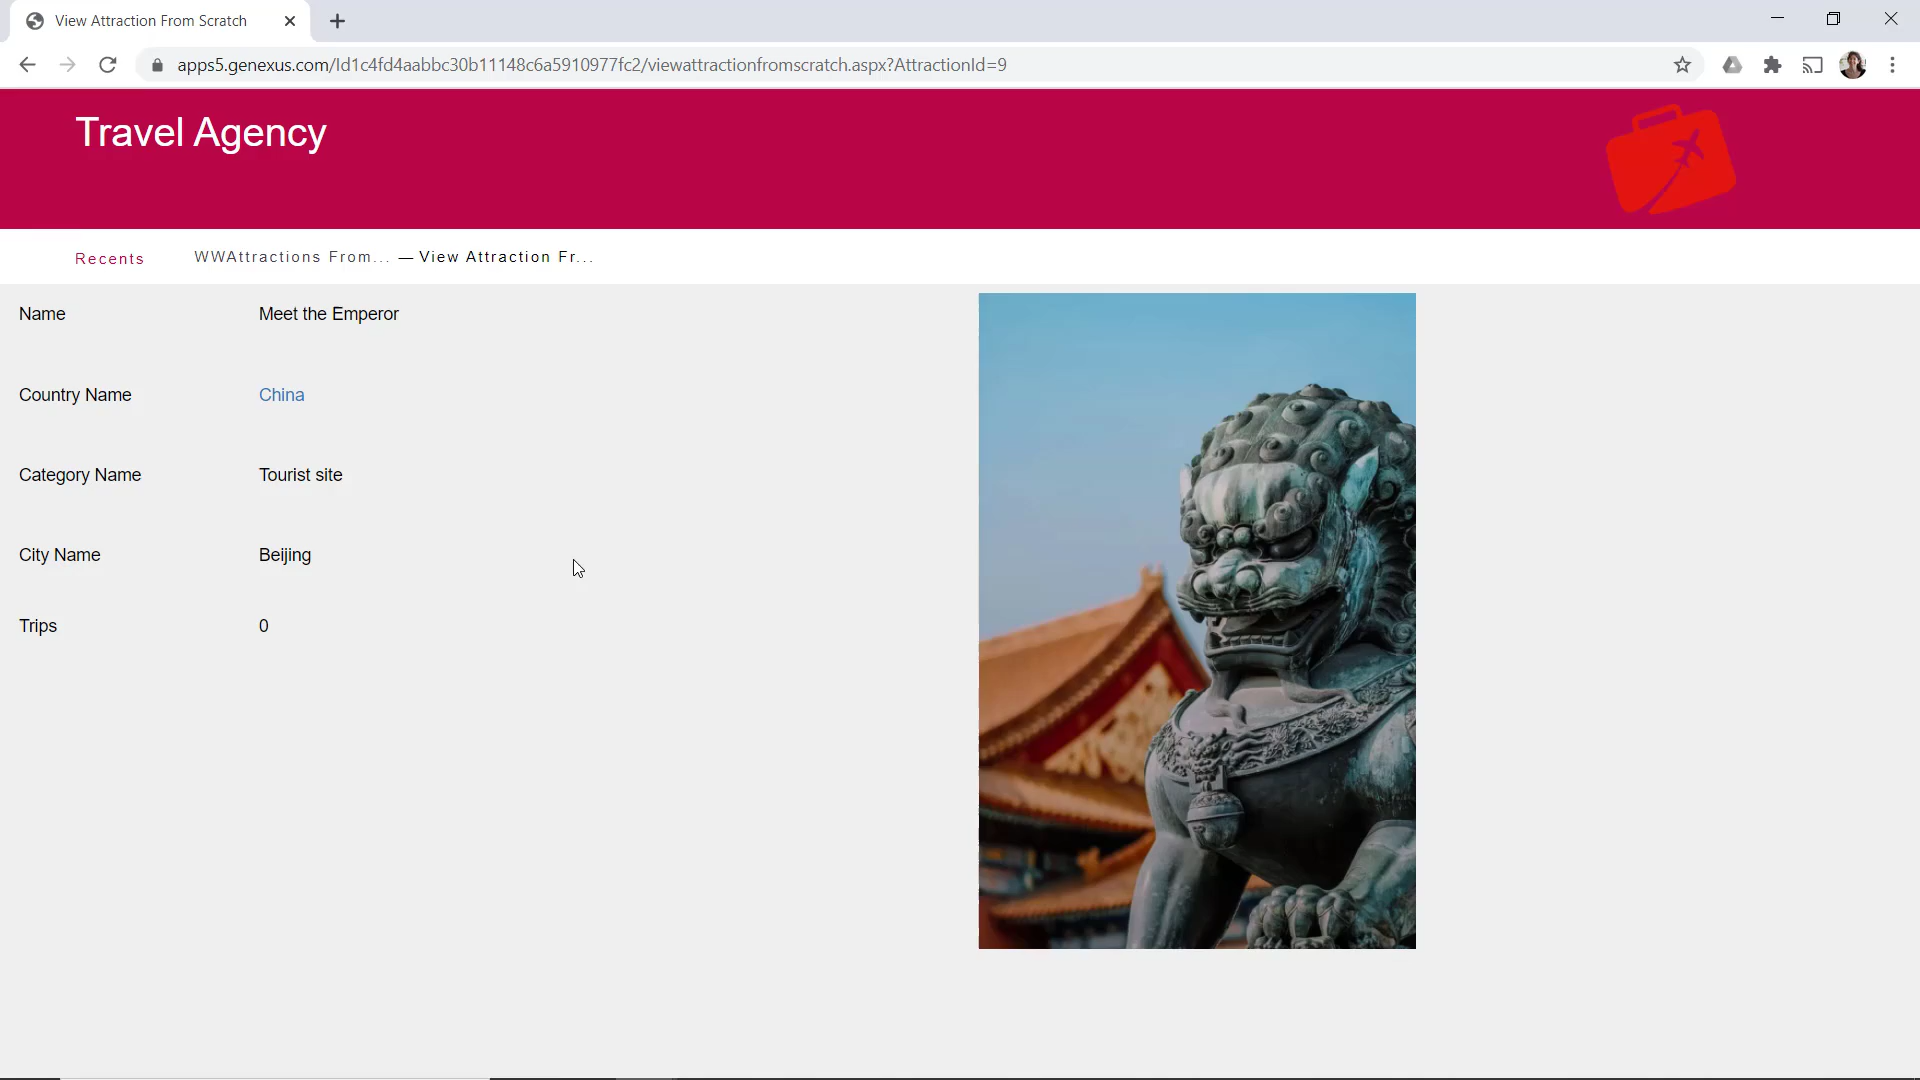 View Attraction From Scratch
apps5.genexus.com/Id1c4fd4aabbc30b11148c6a5910977fc2/viewattractionfromscratch.aspx?AttractionId=9
Travel Agency
Recents WWAttractions From... — View Attraction Fr...
Name Meet the Emperor
Country Name China
Category Name Tourist site
City Name Beijing
Trips 0